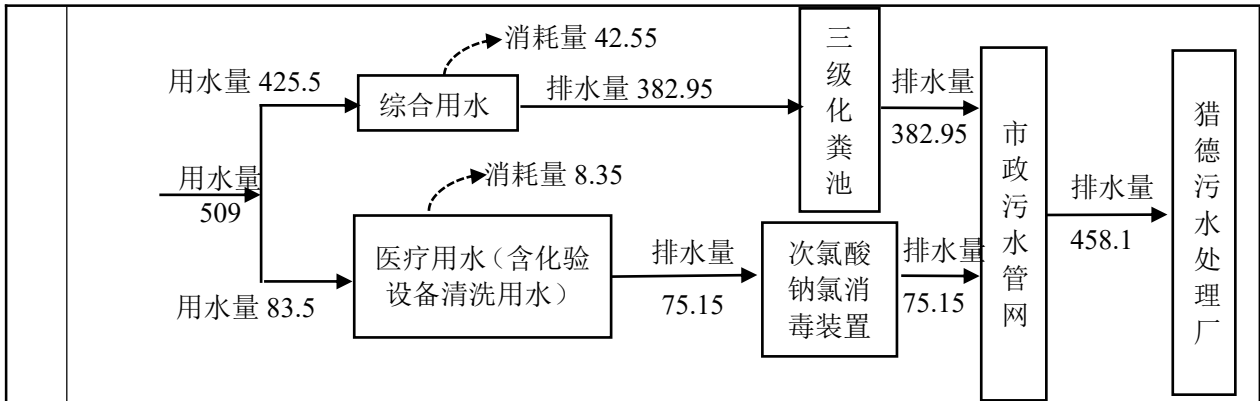 消耗量 42.55
用水量 425.5
综合用水
排水量 382.95
三级化粪池
排水量
382.95
用水量
509
消耗量 8.35
用水量 83.5
医疗用水（含化验
设备清洗用水）
排水量
75.15
次氯酸
钠氯消
毒装置
排水量
75.15
市政污水管网
排水量
458.1
猎德污水处理厂